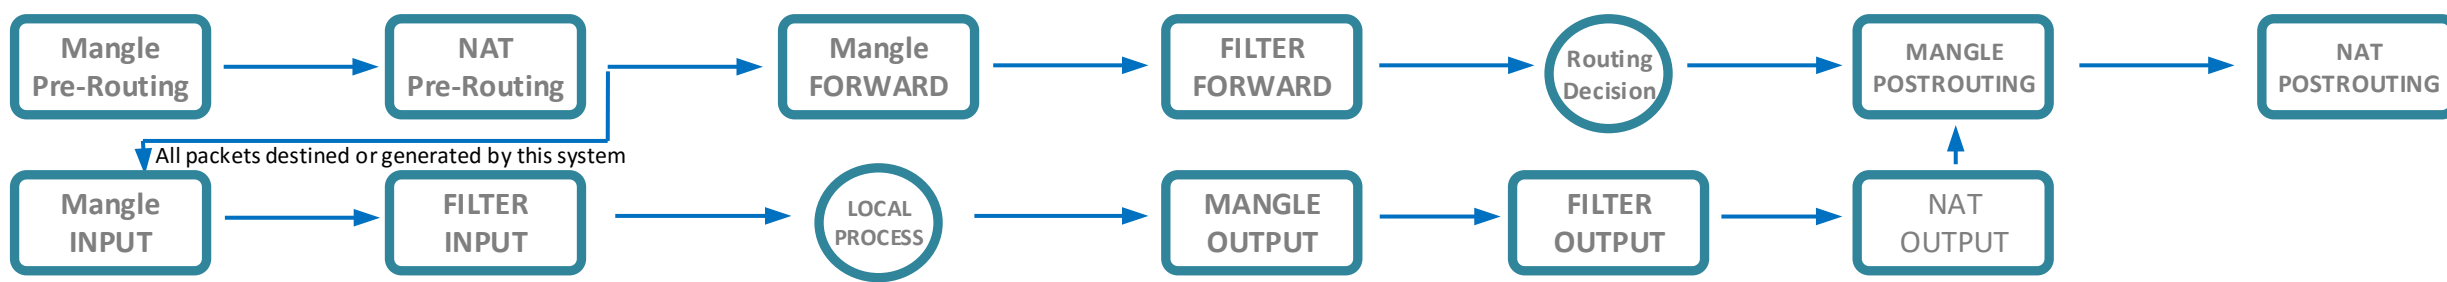 Mangle
Pre-Routing
NAT
Pre-Routing
Mangle
FORWARD
FILTER
FORWARD
Routing
Decision
MANGLE
POSTROUTING
NAT
POSTROUTING
All packets destined or generated by this system
Mangle
INPUT
FILTER
INPUT
LOCAL
PROCESS
MANGLE
OUTPUT
FILTER
OUTPUT
NAT
OUTPUT